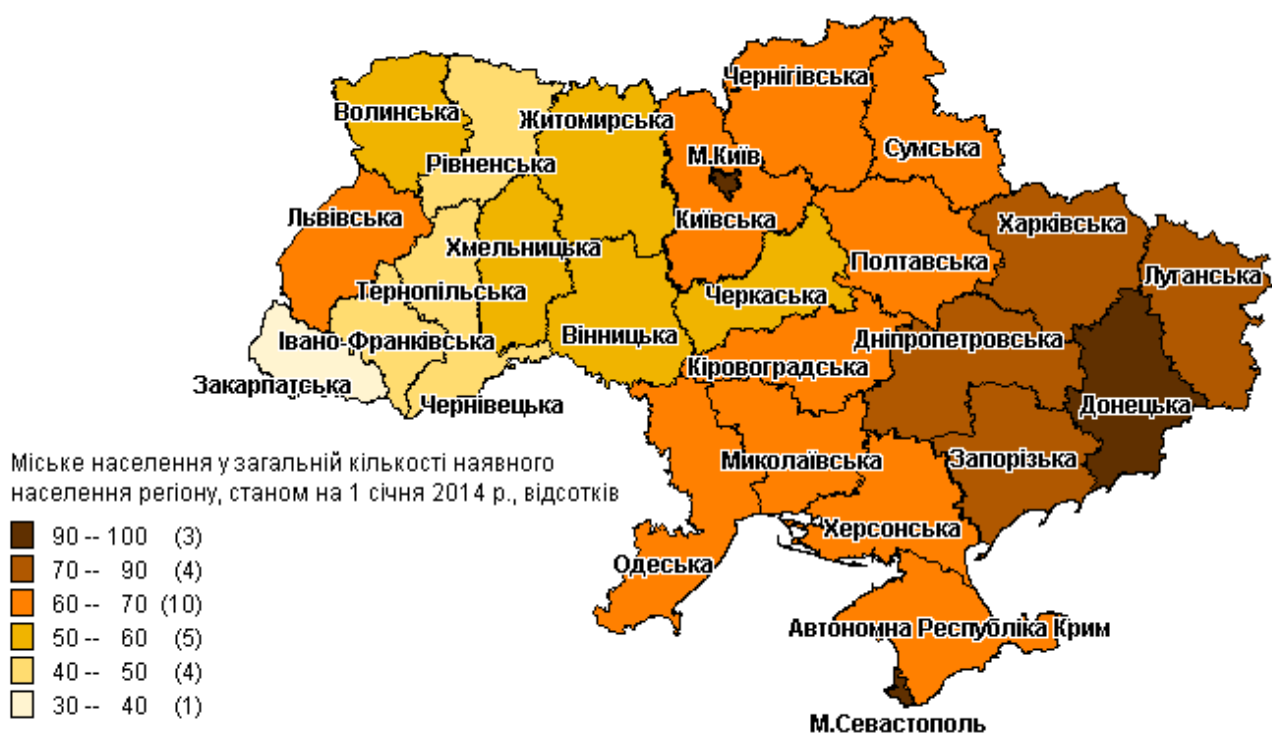 Чернігівська
Волинська
Житомирська
Сумська
М.Київ
Рівненська
Львівська
Київська
Харківська
Хмельницька
Полтавська
Луганська
Тернопільська
Черкаська
Івано-Франківська
Вінницька
Дніпропетровська
Кіровоградська
Закарпатська
Чернівецька
Донецька
Миколаївська
Запорізька
Міське населення у загальній кількості наявного
населення регіону, станом на 1 січня 2014 р., відсотків
Херсонська
Одеська
90 -- 100 (3)
70 -- 90 (4)
60 -- 70 (10)
50 -- 60 (5)
40 -- 50 (4)
30 -- 40 (1)
Автономна Республіка Крим
М.Севастополь